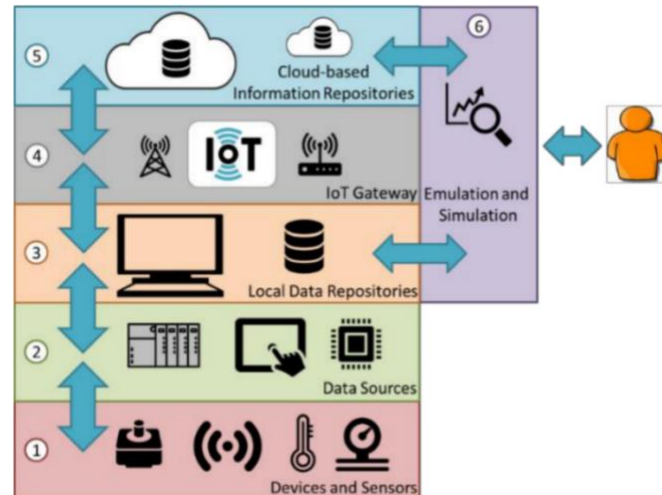 5
Cloud-based
Information Repositories
6
4
IoT
IoT Gateway
Emulation and
Simulation
3
Local Data Repositories
2
Data Sources
1
Devices and Sensors